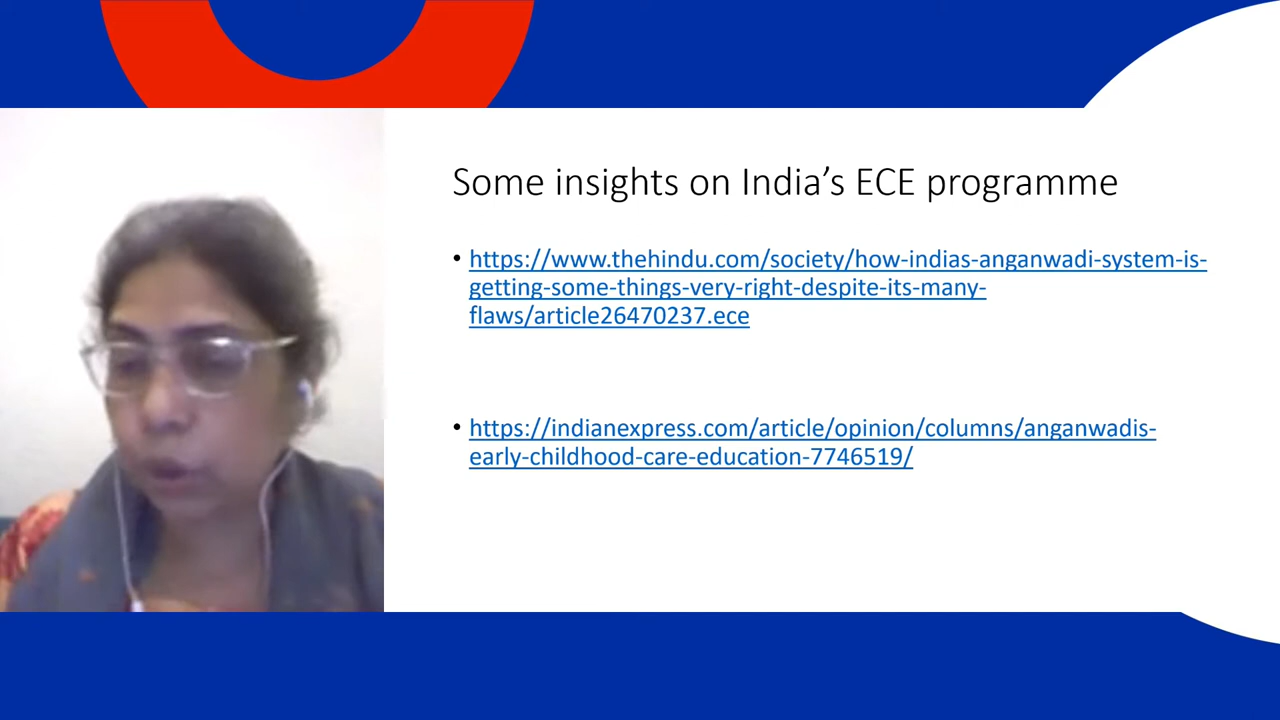 Some insights on India’s ECE programme
• https://www.thehindu.com/society/how-indias-anganwadi-system-is-
getting-some-things-very-right-despite-its-many-
flaws/article26470237.ece
• https://indianexpress.com/article/opinion/columns/anganwadis-
early-childhood-care-education-7746519/